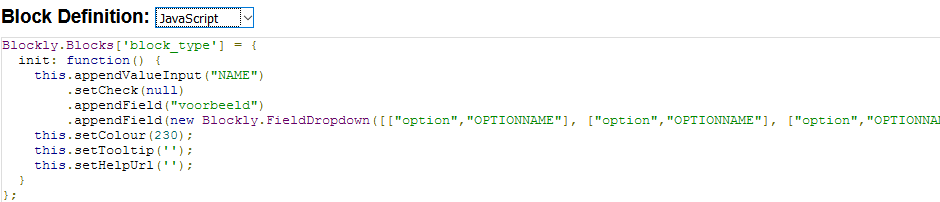 Block Definition: JavaScript
Blockly.Blocks['block_type'] = {
  init: function() {
    this.appendValueInput("NAME")
        .setCheck(null)
        .appendField("voorbeeld")
        .appendField(new Blockly.FieldDropdown([["option","OPTIONNAME"], ["option","OPTIONNAME"], ["option","OPTIONNA
    this.setColour(230);
    this.setTooltip('');
    this.setHelpUrl('');
  }
};